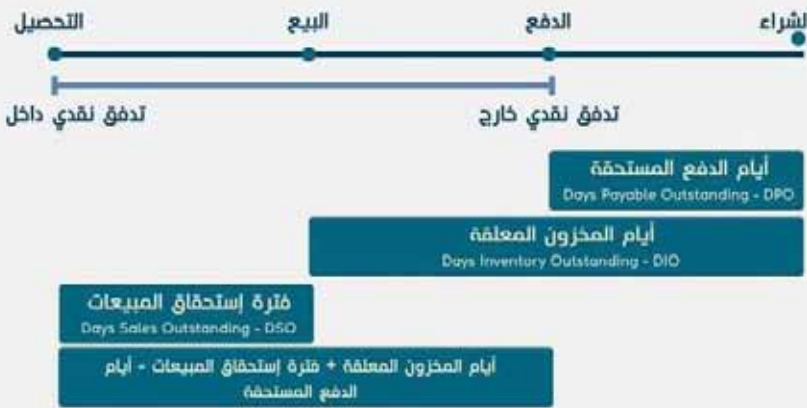 لشراء
الدفع
البيع
التحصيل
تدفق نقدي خارج
تدفق نقدي داخل
أيام الدفع المستحقة
Days Payable Outstanding - DPO
أيام المخزون المعلقة
Days Inventory Outstanding - DIO
فترة إستحقاق المبيعات
Days Sales Outstanding - DSO
أيام المخزون المعلقة + فترة إستحقاق المبيعات - أيام
الدفع المستحقة